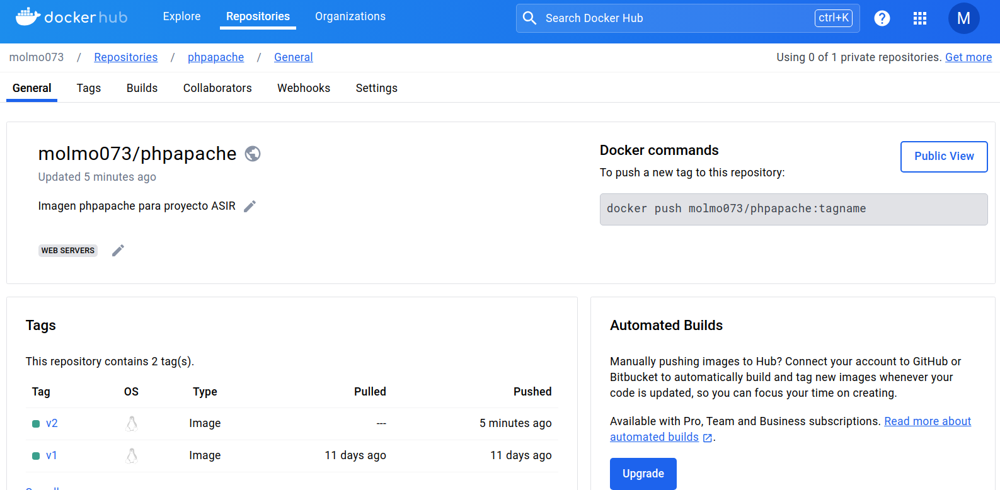 docker hub
Explore
Repositories
Organizations
Search Docker Hub
ctrl+K
?
M
molmo073 / Repositories / phpapache / General
Using 0 of 1 private repositories. Get more
General
Tags
Builds
Collaborators
Webhooks
Settings
molmo073/phpapache
Updated 5 minutes ago
Imagen phpapache para proyecto ASIR
WEB SERVERS
Docker commands
To push a new tag to this repository:
Public View
docker push molmo073/phpapache:tagname
Tags
This repository contains 2 tag(s).
Tag OS Type Pulled Pushed
v2 Image --- 5 minutes ago
v1 Image 11 days ago 11 days ago
Automated Builds
Manually pushing images to Hub? Connect your account to GitHub or
Bitbucket to automatically build and tag new images whenever your
code is updated, so you can focus your time on creating.
Available with Pro, Team and Business subscriptions. Read more about
automated builds .
Upgrade